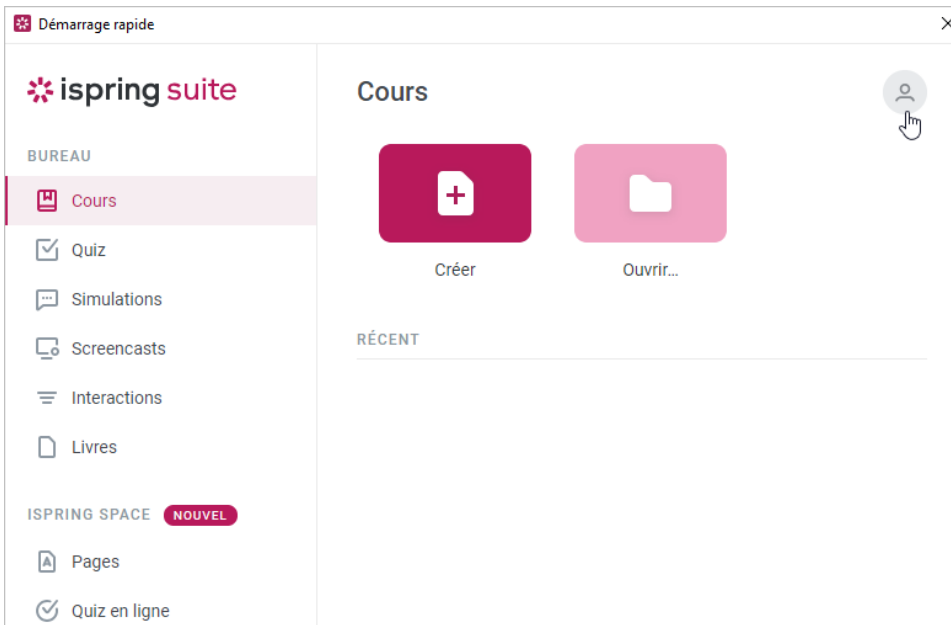 Démarrage rapide
ispring suite
BUREAU
Cours
Quiz
Simulations
Screencasts
Interactions
Livres
ISPRING SPACE NOUVEL
Pages
Quiz en ligne
Cours
Créer
Ouvrir...
RÉCENT